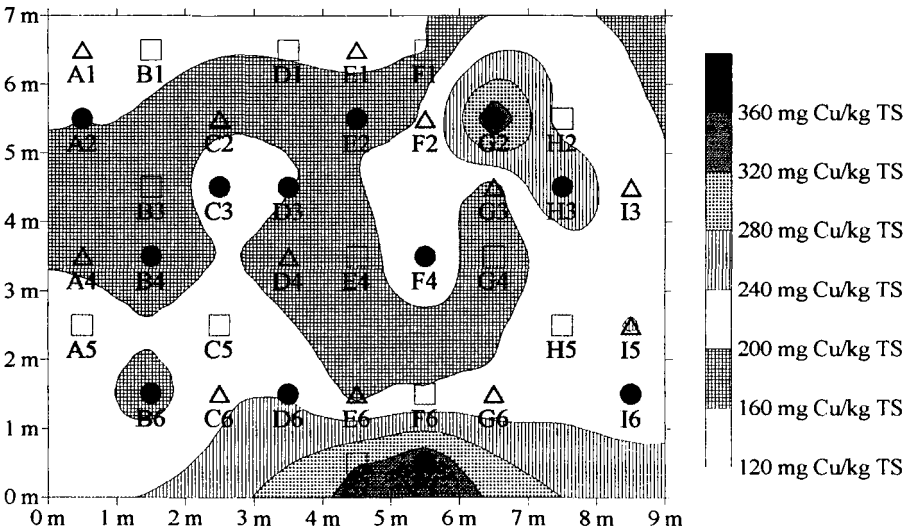 7 m
A1 B1 D1 E1 F1
6 m
360 mg Cu/kg TS
A2 C2 E2 F2 G2 H2
5 m
320 mg Cu/kg TS
B3 C3 D3 G3 H3 I3
4 m
280 mg Cu/kg TS
A4 B4 D4 E4 F4 G4
3 m
240 mg Cu/kg TS
A5 C5 H5 I5
2 m
200 mg Cu/kg TS
B6 C6 D6 E6 F6 G6 I6
1 m
160 mg Cu/kg TS
120 mg Cu/kg TS
0 m
0 m 1 m 2 m 3 m 4 m 5 m 6 m 7 m 8 m 9 m